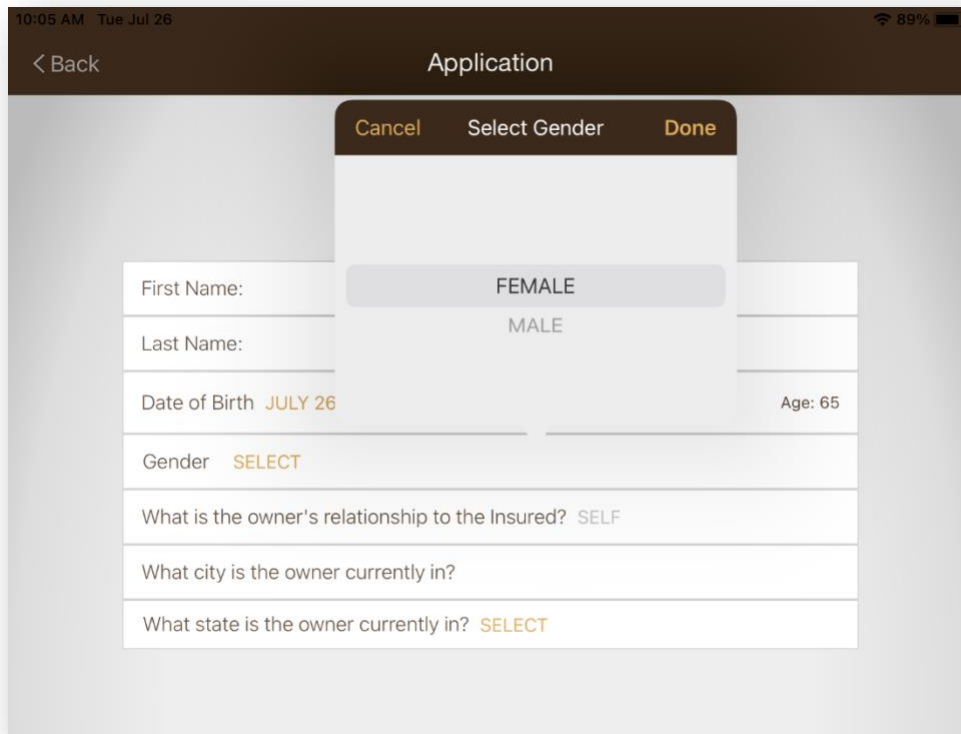 10:05 AM Tue Jul 26 89%
Back Application
Cancel Select Gender Done
FEMALE
MALE
First Name:
Last Name:
Date of Birth JULY 26 Age: 65
Gender SELECT
What is the owner's relationship to the Insured? SELF
What city is the owner currently in?
What state is the owner currently in? SELECT